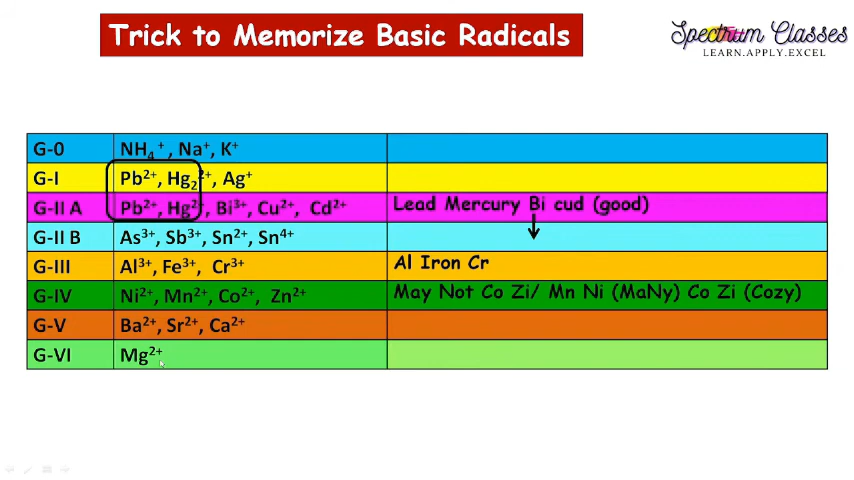 Trick to Memorize Basic Radicals
Spectrum Classes
LEARN.APPLY.EXCEL
G-0 NH₄⁺, Na⁺, K⁺
G-I Pb²⁺, Hg₂²⁺, Ag⁺
G-II A Pb²⁺, Hg²⁺, Bi³⁺, Cu²⁺, Cd²⁺ Lead Mercury Bi cud (good)
G-II B As³⁺, Sb³⁺, Sn²⁺, Sn⁴⁺
G-III Al³⁺, Fe³⁺, Cr³⁺ Al Iron Cr
G-IV Ni²⁺, Mn²⁺, Co²⁺, Zn²⁺ May Not Co Zi/ Mn Ni (MaNy) Co Zi (Cozy)
G-V Ba²⁺, Sr²⁺, Ca²⁺
G-VI Mg²⁺